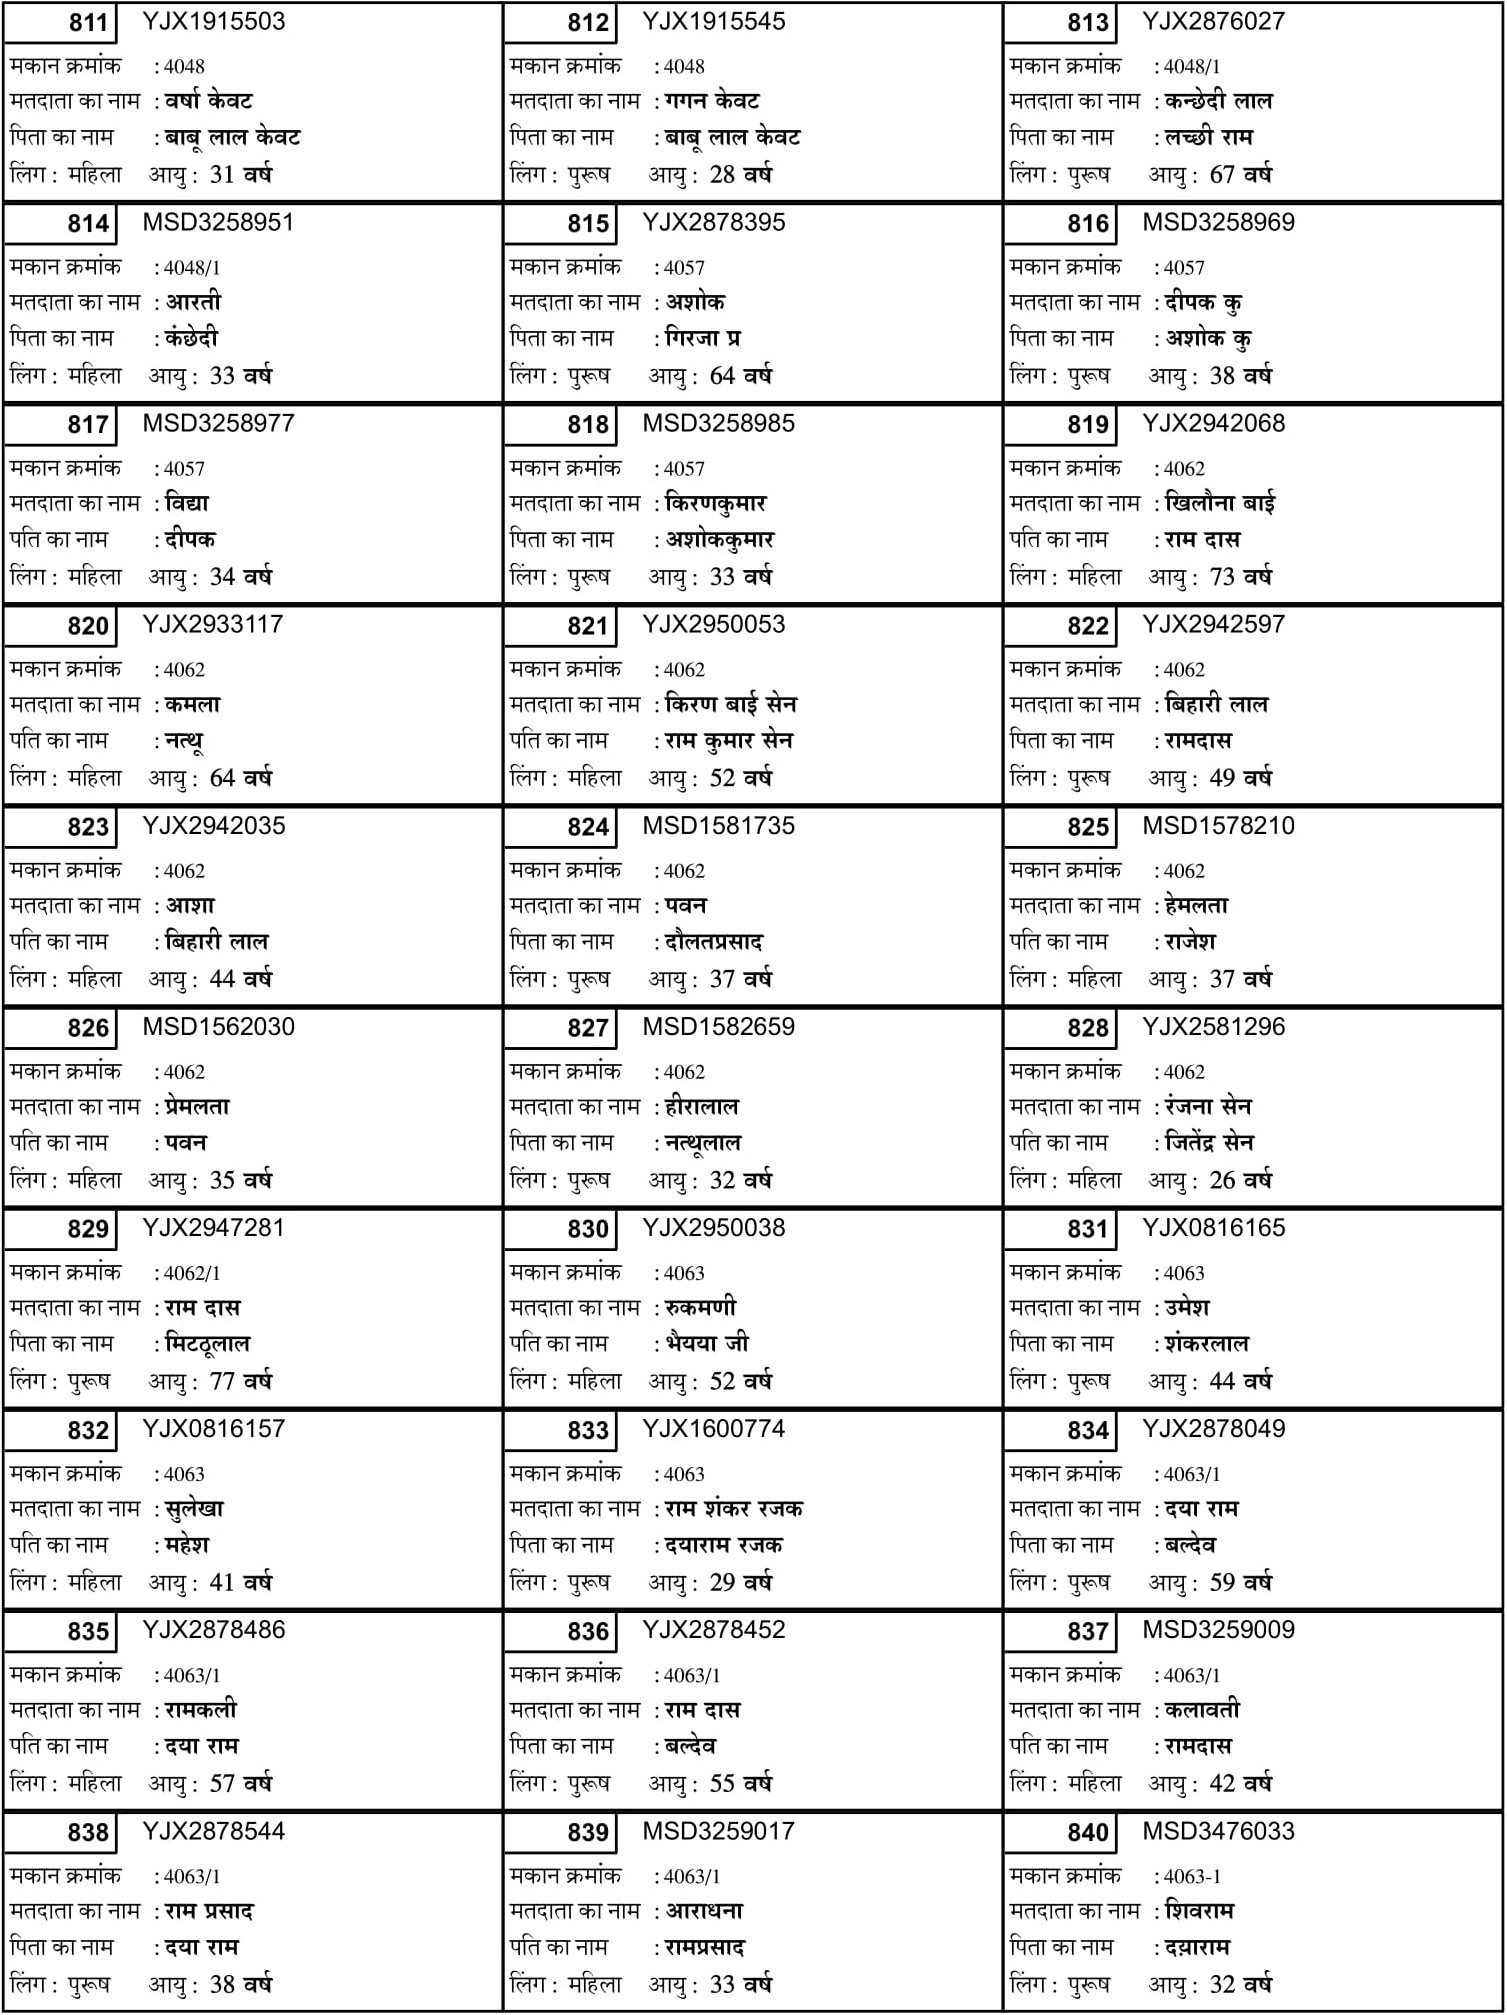 811 YJX1915503
मकान क्रमांक : 4048
मतदाता का नाम : वर्षा केवट
पिता का नाम : बाबू लाल केवट
लिंग : महिला आयु : 31 वर्ष
812 YJX1915545
मकान क्रमांक : 4048
मतदाता का नाम : गगन केवट
पिता का नाम : बाबू लाल केवट
लिंग : पुरूष आयु : 28 वर्ष
813 YJX2876027
मकान क्रमांक : 4048/1
मतदाता का नाम : कन्छेदी लाल
पिता का नाम : लच्छी राम
लिंग : पुरूष आयु : 67 वर्ष
814 MSD3258951
मकान क्रमांक : 4048/1
मतदाता का नाम : आरती
पिता का नाम : कंछेदी
लिंग : महिला आयु : 33 वर्ष
815 YJX2878395
मकान क्रमांक : 4057
मतदाता का नाम : अशोक
पिता का नाम : गिरजा प्र
लिंग : पुरूष आयु : 64 वर्ष
816 MSD3258969
मकान क्रमांक : 4057
मतदाता का नाम : दीपक कु
पिता का नाम : अशोक कु
लिंग : पुरूष आयु : 38 वर्ष
817 MSD3258977
मकान क्रमांक : 4057
मतदाता का नाम : विद्या
पति का नाम : दीपक
लिंग : महिला आयु : 34 वर्ष
818 MSD3258985
मकान क्रमांक : 4057
मतदाता का नाम : किरणकुमार
पिता का नाम : अशोककुमार
लिंग : पुरूष आयु : 33 वर्ष
819 YJX2942068
मकान क्रमांक : 4062
मतदाता का नाम : खिलौना बाई
पति का नाम : राम दास
लिंग : महिला आयु : 73 वर्ष
820 YJX2933117
मकान क्रमांक : 4062
मतदाता का नाम : कमला
पति का नाम : नत्थू
लिंग : महिला आयु : 64 वर्ष
821 YJX2950053
मकान क्रमांक : 4062
मतदाता का नाम : किरण बाई सेन
पति का नाम : राम कुमार सेन
लिंग : महिला आयु : 52 वर्ष
822 YJX2942597
मकान क्रमांक : 4062
मतदाता का नाम : बिहारी लाल
पिता का नाम : रामदास
लिंग : पुरूष आयु : 49 वर्ष
823 YJX2942035
मकान क्रमांक : 4062
मतदाता का नाम : आशा
पति का नाम : बिहारी लाल
लिंग : महिला आयु : 44 वर्ष
824 MSD1581735
मकान क्रमांक : 4062
मतदाता का नाम : पवन
पिता का नाम : दौलतप्रसाद
लिंग : पुरूष आयु : 37 वर्ष
825 MSD1578210
मकान क्रमांक : 4062
मतदाता का नाम : हेमलता
पति का नाम : राजेश
लिंग : महिला आयु : 37 वर्ष
826 MSD1562030
मकान क्रमांक : 4062
मतदाता का नाम : प्रेमलता
पति का नाम : पवन
लिंग : महिला आयु : 35 वर्ष
827 MSD1582659
मकान क्रमांक : 4062
मतदाता का नाम : हीरालाल
पिता का नाम : नत्थूलाल
लिंग : पुरूष आयु : 32 वर्ष
828 YJX2581296
मकान क्रमांक : 4062
मतदाता का नाम : रंजना सेन
पति का नाम : जितेंद्र सेन
लिंग : महिला आयु : 26 वर्ष
829 YJX2947281
मकान क्रमांक : 4062/1
मतदाता का नाम : राम दास
पिता का नाम : मिटठूलाल
लिंग : पुरूष आयु : 77 वर्ष
830 YJX2950038
मकान क्रमांक : 4063
मतदाता का नाम : रुकमणी
पति का नाम : भैयया जी
लिंग : महिला आयु : 52 वर्ष
831 YJX0816165
मकान क्रमांक : 4063
मतदाता का नाम : उमेश
पिता का नाम : शंकरलाल
लिंग : पुरूष आयु : 44 वर्ष
832 YJX0816157
मकान क्रमांक : 4063
मतदाता का नाम : सुलेखा
पति का नाम : महेश
लिंग : महिला आयु : 41 वर्ष
833 YJX1600774
मकान क्रमांक : 4063
मतदाता का नाम : राम शंकर रजक
पिता का नाम : दयाराम रजक
लिंग : पुरूष आयु : 29 वर्ष
834 YJX2878049
मकान क्रमांक : 4063/1
मतदाता का नाम : दया राम
पिता का नाम : बल्देव
लिंग : पुरूष आयु : 59 वर्ष
835 YJX2878486
मकान क्रमांक : 4063/1
मतदाता का नाम : रामकली
पति का नाम : दया राम
लिंग : महिला आयु : 57 वर्ष
836 YJX2878452
मकान क्रमांक : 4063/1
मतदाता का नाम : राम दास
पिता का नाम : बल्देव
लिंग : पुरूष आयु : 55 वर्ष
837 MSD3259009
मकान क्रमांक : 4063/1
मतदाता का नाम : कलावती
पति का नाम : रामदास
लिंग : महिला आयु : 42 वर्ष
838 YJX2878544
मकान क्रमांक : 4063/1
मतदाता का नाम : राम प्रसाद
पिता का नाम : दया राम
लिंग : पुरूष आयु : 38 वर्ष
839 MSD3259017
मकान क्रमांक : 4063/1
मतदाता का नाम : आराधना
पति का नाम : रामप्रसाद
लिंग : महिला आयु : 33 वर्ष
840 MSD3476033
मकान क्रमांक : 4063-1
मतदाता का नाम : शिवराम
पिता का नाम : दय़ाराम
लिंग : पुरूष आयु : 32 वर्ष